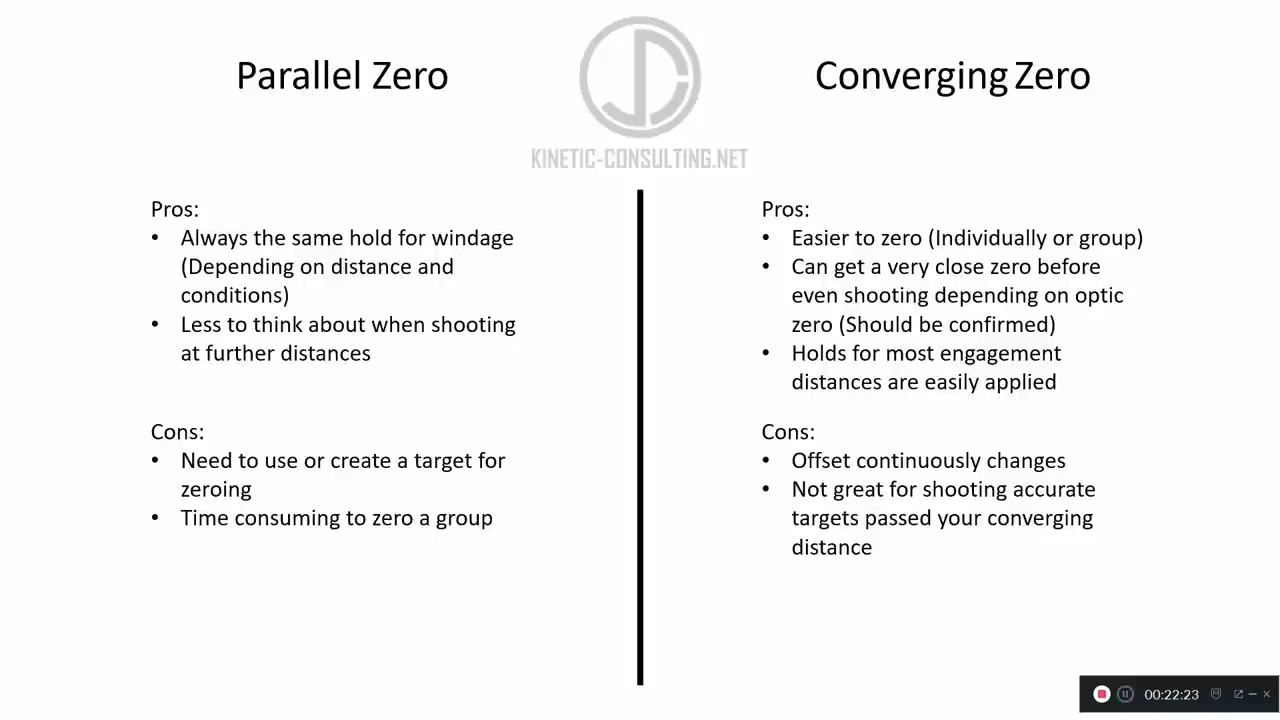 Parallel Zero
Converging Zero
KINETIC-CONSULTING.NET
Pros:
• Always the same hold for windage
(Depending on distance and
conditions)
• Less to think about when shooting
at further distances
Cons:
• Need to use or create a target for
zeroing
• Time consuming to zero a group
Pros:
• Easier to zero (Individually or group)
• Can get a very close zero before
even shooting depending on optic
zero (Should be confirmed)
• Holds for most engagement
distances are easily applied
Cons:
• Offset continuously changes
• Not great for shooting accurate
targets passed your converging
distance
00:22:23